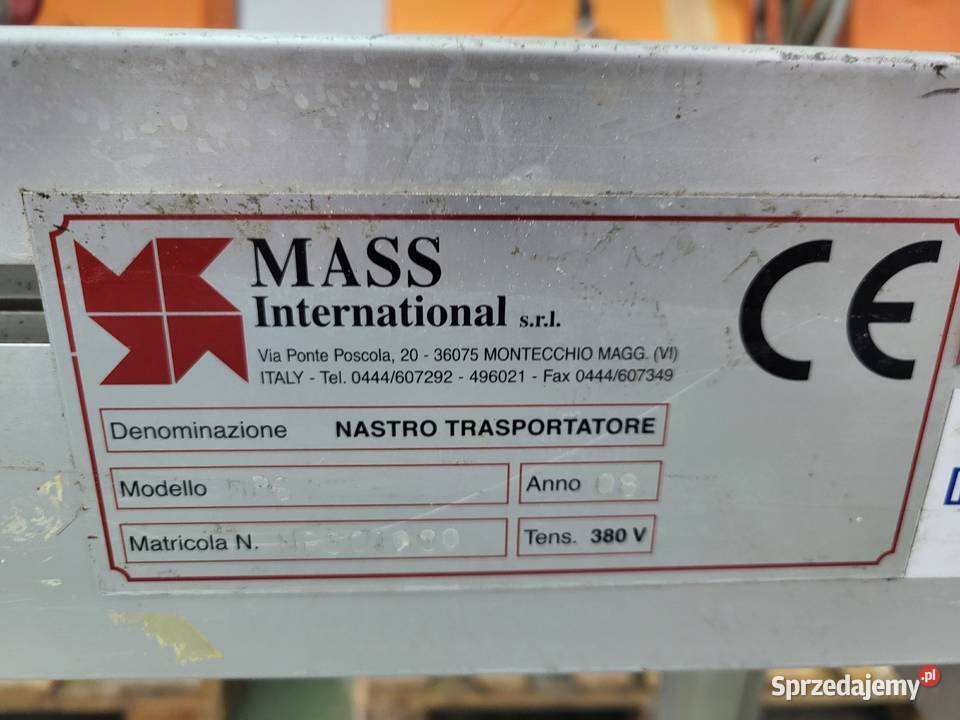 MASS
International s.r.l.
Via Ponte Poscola, 20 - 36075 MONTECCHIO MAGG. (VI)
ITALY - Tel. 0444/607292 - 496021 - Fax 0444/607349
CE
Denominazione NASTRO TRASPORTATORE
Modello
Anno 08
Matricola N.
Tens. 380 V
Sprzedajemy.pl